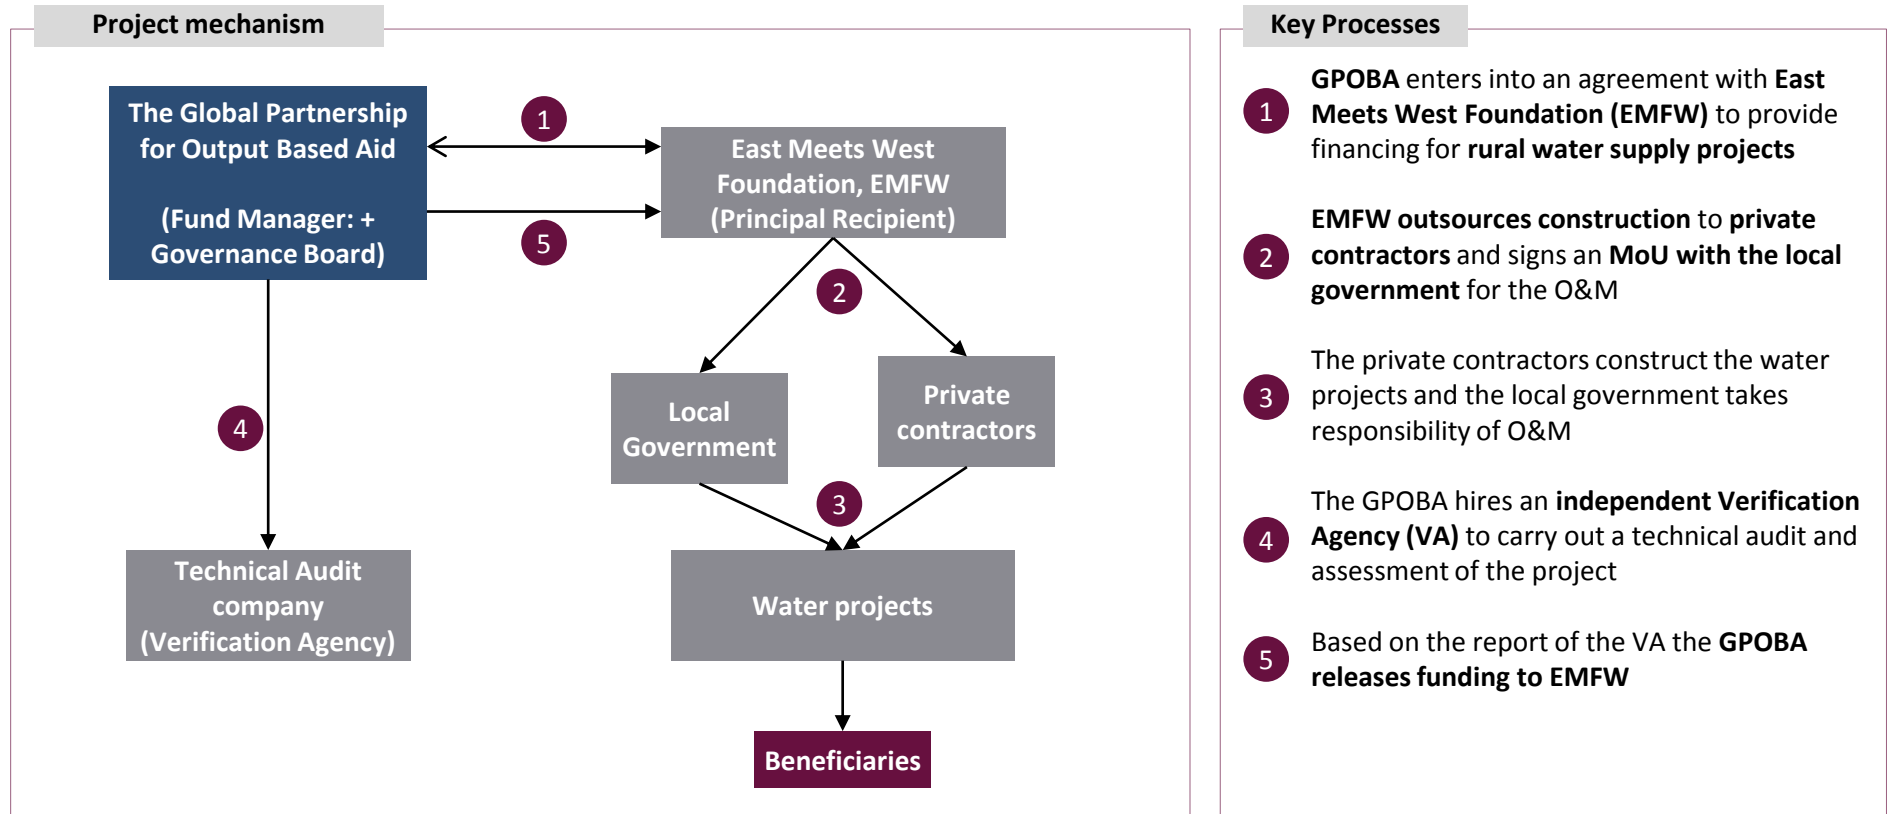 Project mechanism
The Global Partnership
for Output Based Aid
(Fund Manager: +
Governance Board)
1
5
East Meets West
Foundation, EMFW
(Principal Recipient)
2
4
Local
Government
Private
contractors
3
Technical Audit
company
(Verification Agency)
Water projects
Beneficiaries
Key Processes
1
GPOBA enters into an agreement with East
Meets West Foundation (EMFW) to provide
financing for rural water supply projects
2
EMFW outsources construction to private
contractors and signs an MoU with the local
government for the O&M
3
The private contractors construct the water
projects and the local government takes
responsibility of O&M
4
The GPOBA hires an independent Verification
Agency (VA) to carry out a technical audit and
assessment of the project
5
Based on the report of the VA the GPOBA
releases funding to EMFW